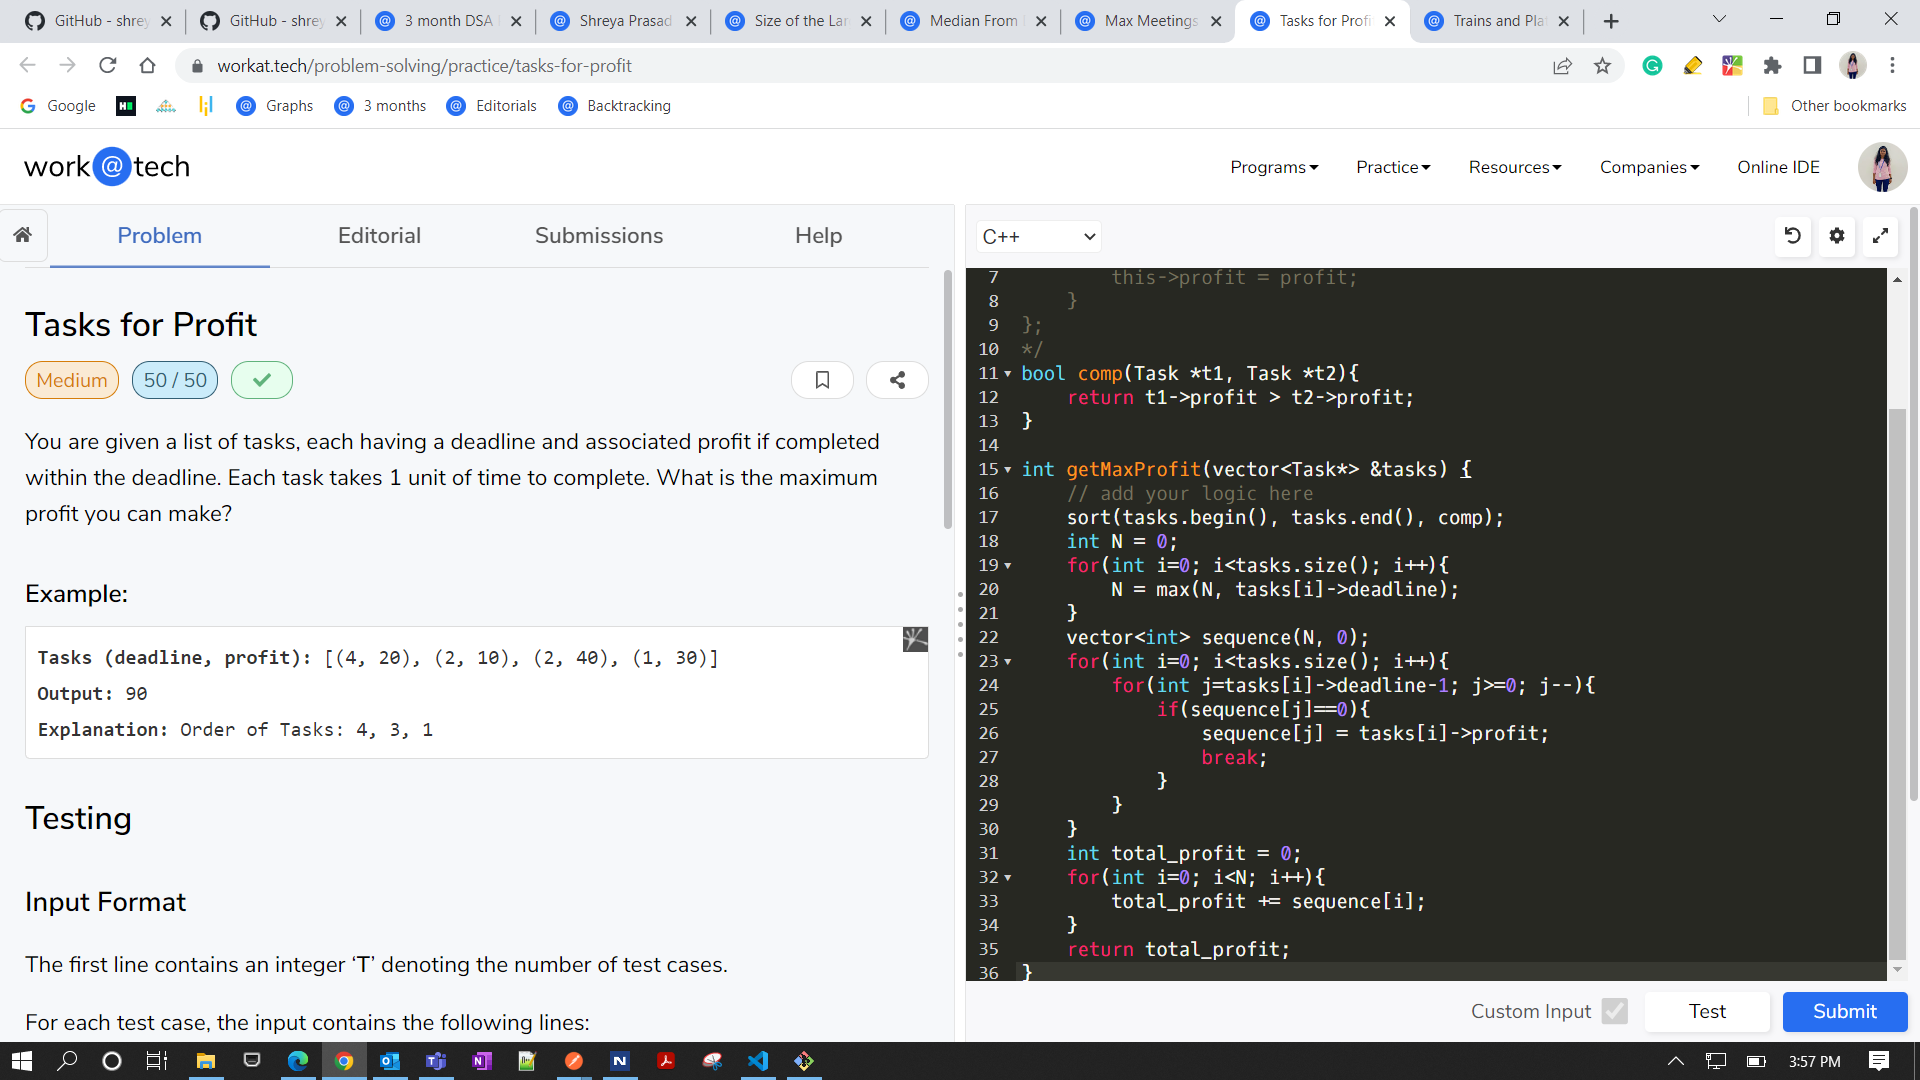 GitHub - shrey
GitHub - shrey
3 month DSA
Shreya Prasad
Size of the Lar
Median From
Max Meetings
Tasks for Profi
Trains and Pla
workat.tech/problem-solving/practice/tasks-for-profit
Google
Graphs
3 months
Editorials
Backtracking
Other bookmarks
work@tech
Programs
Practice
Resources
Companies
Online IDE
Problem
Editorial
Submissions
Help
Tasks for Profit
Medium
50 / 50
You are given a list of tasks, each having a deadline and associated profit if completed
within the deadline. Each task takes 1 unit of time to complete. What is the maximum
profit you can make?
Example:
Tasks (deadline, profit): [(4, 20), (2, 10), (2, 40), (1, 30)]
Output: 90
Explanation: Order of Tasks: 4, 3, 1
Testing
Input Format
The first line contains an integer ‘T’ denoting the number of test cases.
For each test case, the input contains the following lines:
C++
7 this->profit = profit;
8 }
9 };
10 */
11 bool comp(Task *t1, Task *t2){
12 return t1->profit > t2->profit;
13 }
14
15 int getMaxProfit(vector<Task*> &tasks) {
16 // add your logic here
17 sort(tasks.begin(), tasks.end(), comp);
18 int N = 0;
19 for(int i=0; i<tasks.size(); i++){
20 N = max(N, tasks[i]->deadline);
21 }
22 vector<int> sequence(N, 0);
23 for(int i=0; i<tasks.size(); i++){
24 for(int j=tasks[i]->deadline-1; j>=0; j--){
25 if(sequence[j]==0){
26 sequence[j] = tasks[i]->profit;
27 break;
28 }
29 }
30 }
31 int total_profit = 0;
32 for(int i=0; i<N; i++){
33 total_profit += sequence[i];
34 }
35 return total_profit;
36 }
Custom Input
Test
Submit
3:57 PM